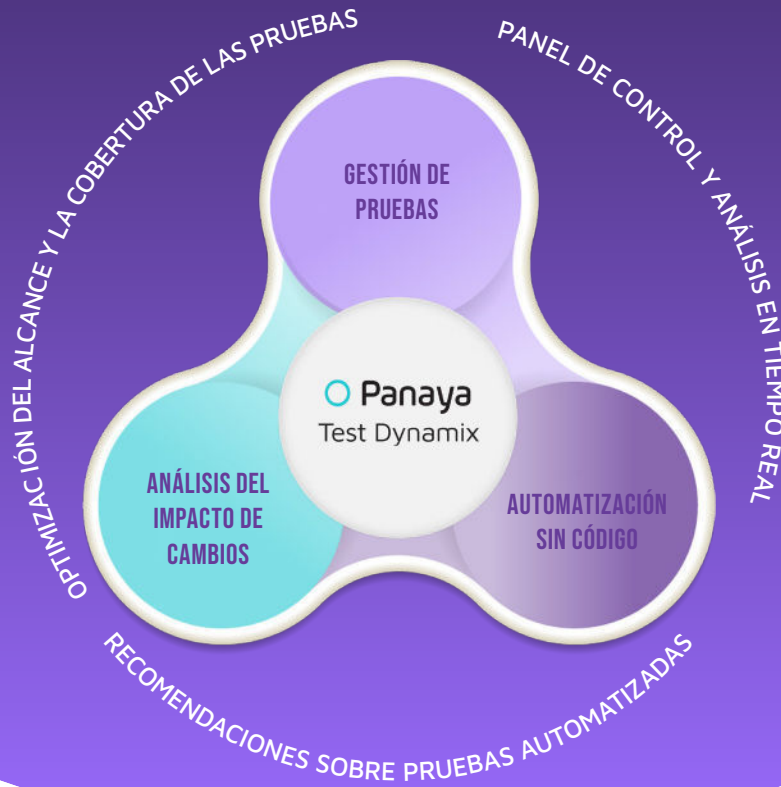 OPTIMIZACIÓN DEL ALCANCE Y LA COBERTURA DE LAS PRUEBAS
PANEL DE CONTROL Y ANÁLISIS EN TIEMPO REAL
GESTIÓN DE
PRUEBAS
Panaya
Test Dynamix
ANÁLISIS DEL
IMPACTO DE
CAMBIOS
AUTOMATIZACIÓN
SIN CÓDIGO
RECOMENDACIONES SOBRE PRUEBAS AUTOMATIZADAS